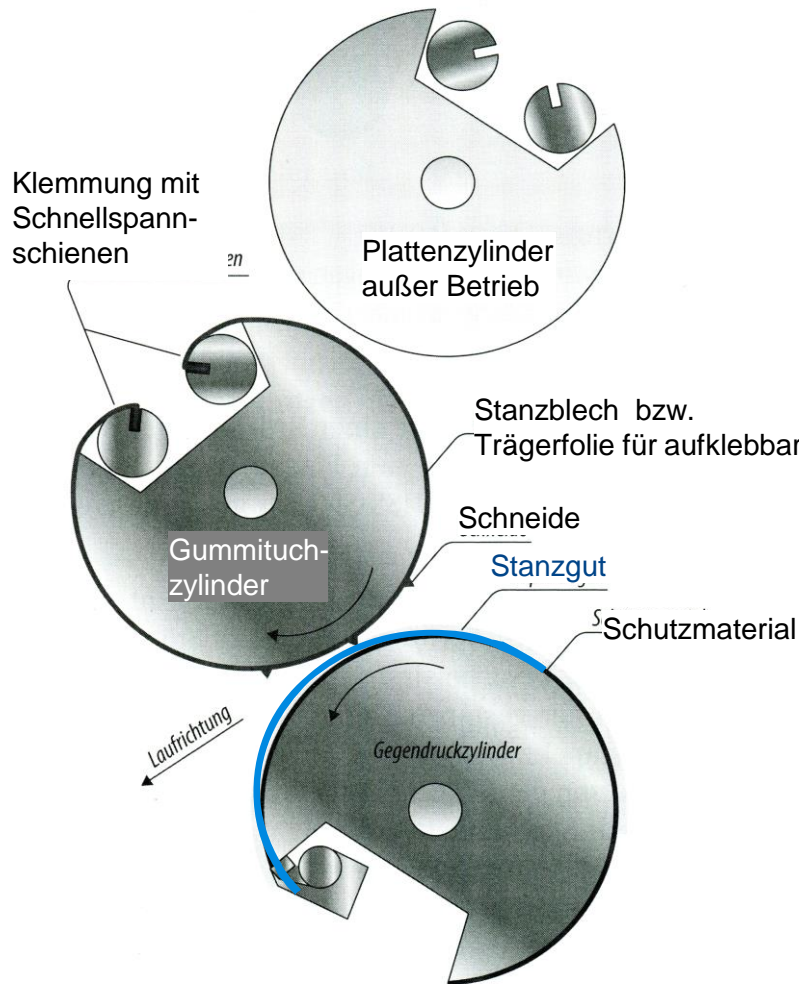 Klemmung mit
Schnellspann-
schienen
en
Plattenzylinder
außer Betrieb
Stanzblech bzw.
Trägerfolie für aufklebbar
Schneide
Gummituch-
zylinder
Stanzgut
Schutzmaterial
Laufrichtung
Gegendruckzylinder